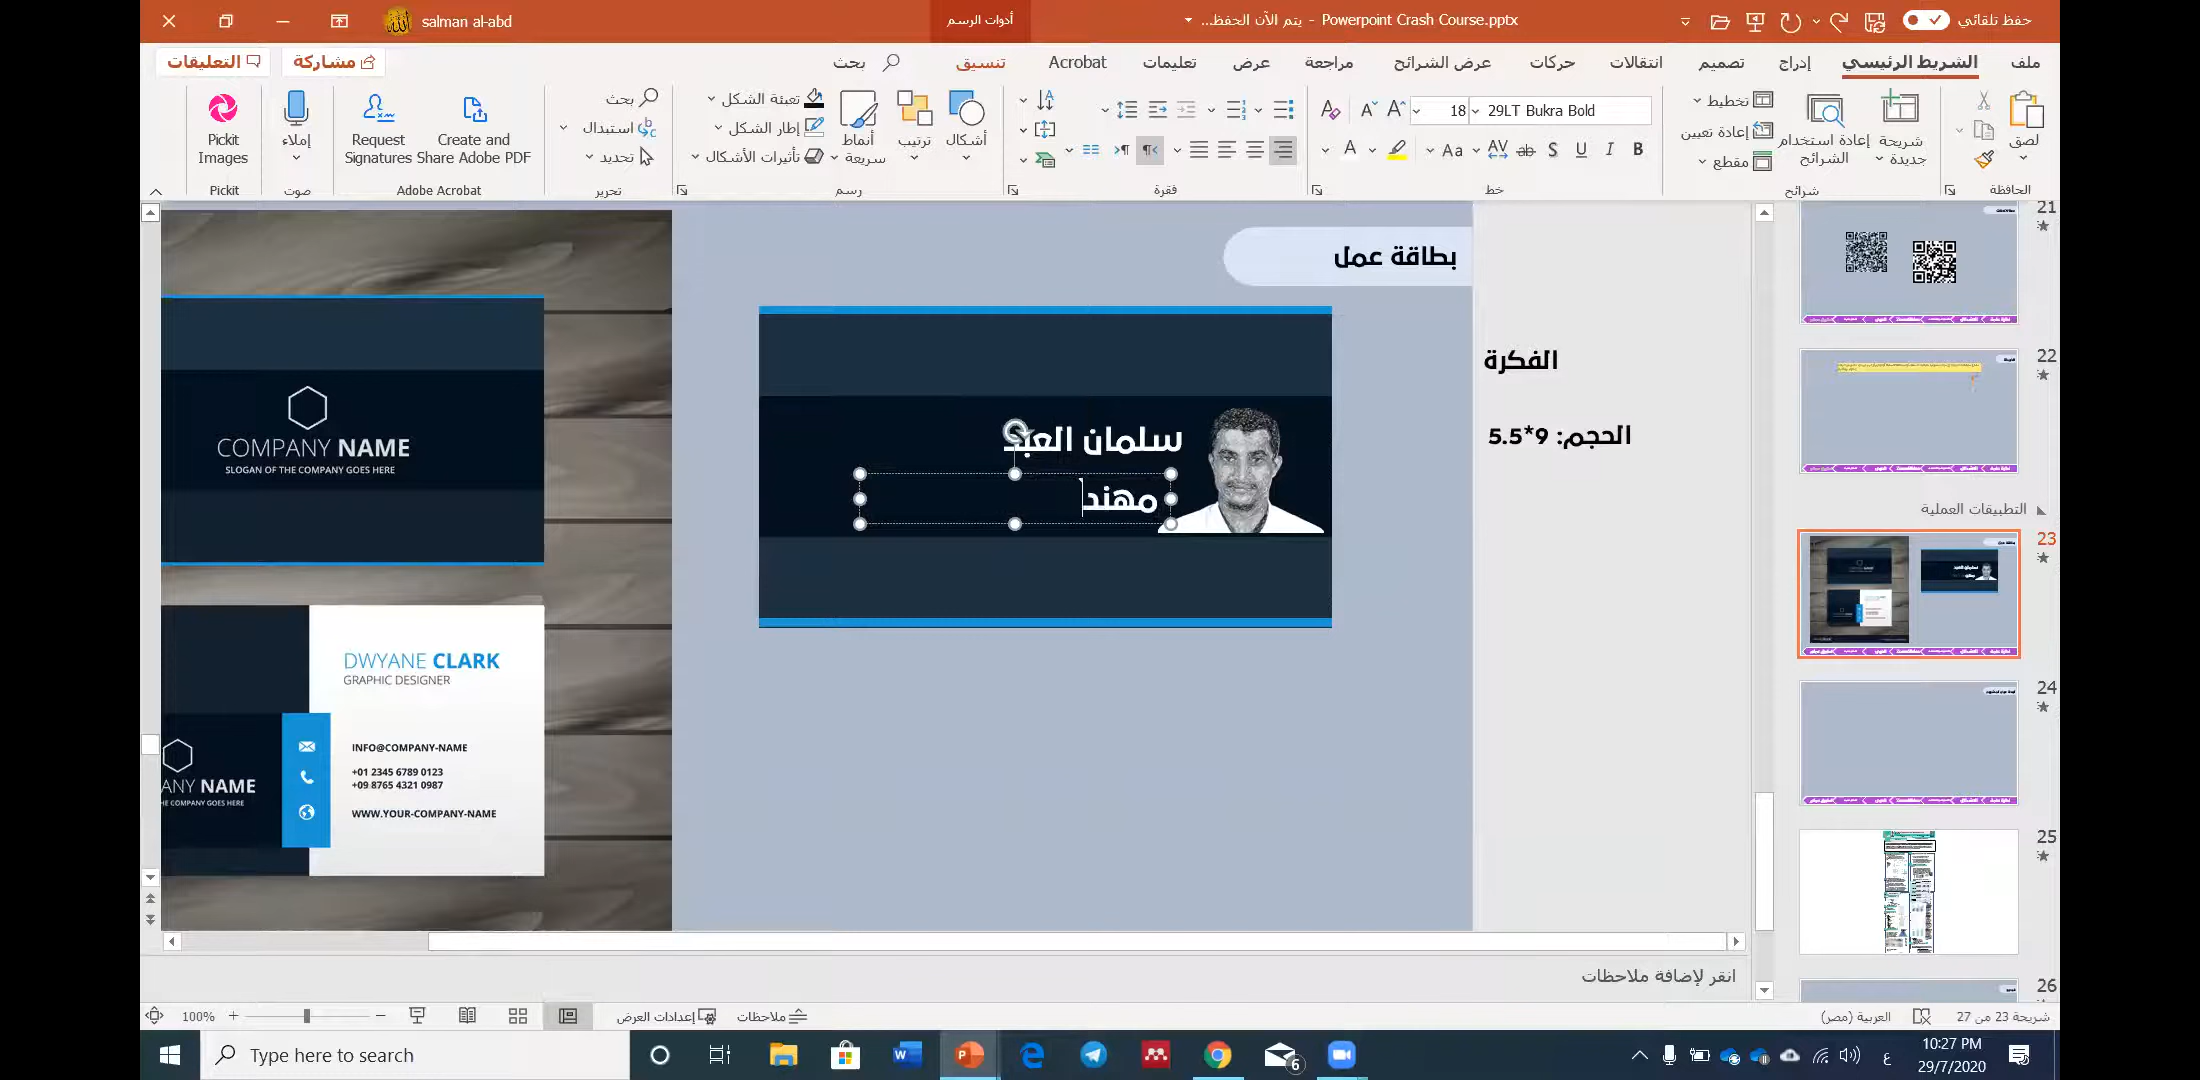 حفظ تلقائي
Powerpoint Crash Course.pptx - يتم الآن الحفظ...
أدوات الرسم
salman al-abd
ملف
الشريط الرئيسي
إدراج
تصميم
انتقالات
حركات
عرض الشرائح
مراجعة
عرض
تعليمات
Acrobat
تنسيق
بحث
مشاركة
التعليقات
لصق
الحافظة
شريحة جديدة
إعادة استخدام الشرائح
تخطيط
إعادة تعيين
مقطع
شرائح
29LT Bukra Bold
18
خط
فقرة
أشكال
ترتيب
أنماط سريعة
تعبئة الشكل
إطار الشكل
تأثيرات الأشكال
رسم
بحث
استبدال
تحديد
تحرير
Create and Share Adobe PDF
Request Signatures
Adobe Acrobat
إملاء
صوت
Pickit Images
Pickit
بطاقة عمل
الفكرة
الحجم: 9*5.5
سلمان العبد
مهند
COMPANY NAME
SLOGAN OF THE COMPANY GOES HERE
DWYANE CLARK
GRAPHIC DESIGNER
INFO@COMPANY-NAME
+01 2345 6789 0123
+09 8765 4321 0987
WWW.YOUR-COMPANY-NAME
ANY NAME
HE COMPANY GOES HERE
21
22
التطبيقات العملية
23
24
25
26
انقر لإضافة ملاحظات
شريحة 23 من 27
العربية (مصر)
ملاحظات
إعدادات العرض
100%
Type here to search
6
ع
10:27 PM
29/7/2020